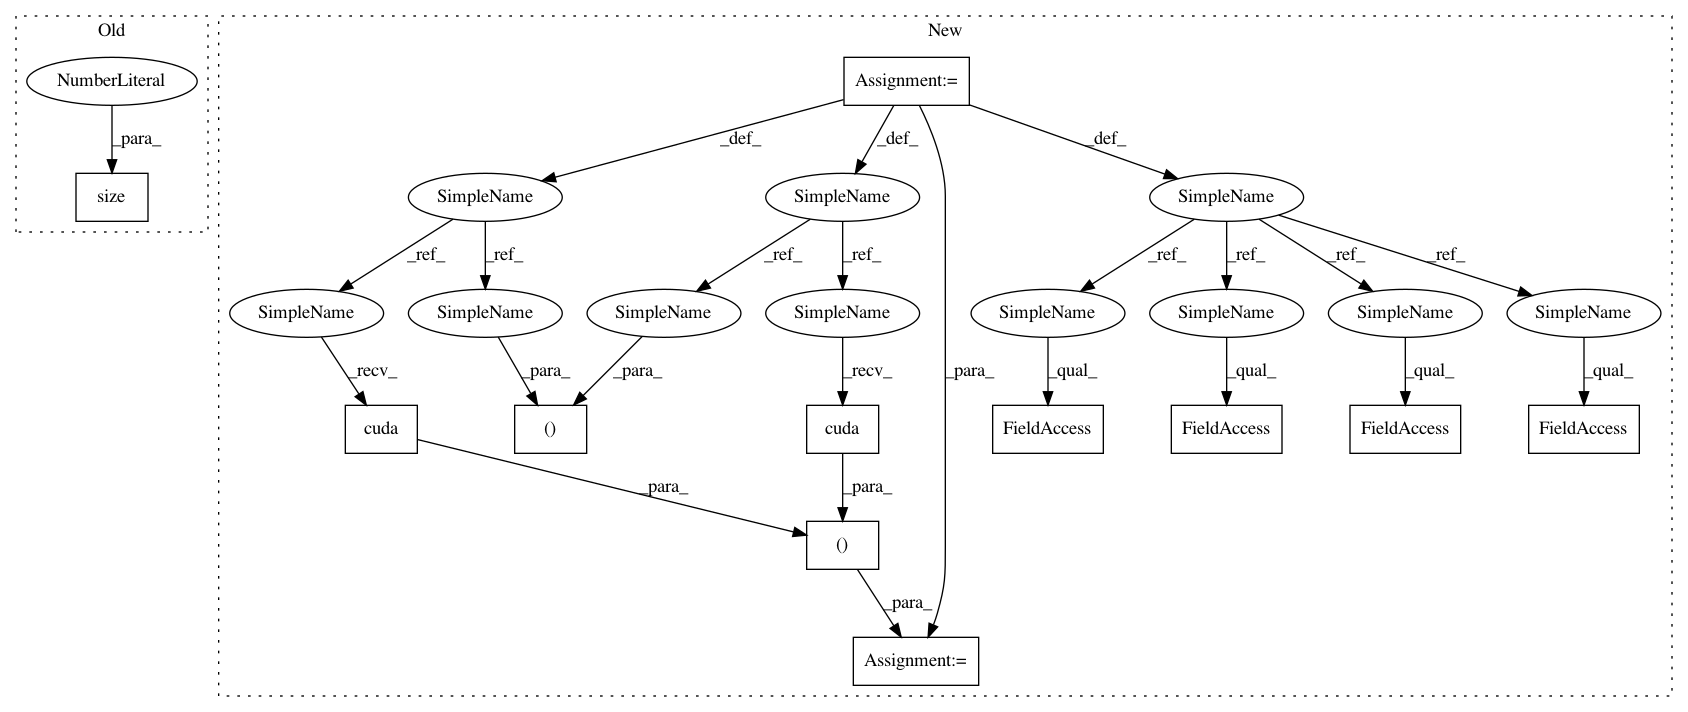 Old
New
NumberLiteral
Assignment:=
_para_
_def_
_def_
_def_
size
SimpleName
SimpleName
SimpleName
_ref_
_ref_
_ref_
_ref_
_ref_
_ref_
_ref_
_ref_
SimpleName
SimpleName
SimpleName
SimpleName
SimpleName
SimpleName
SimpleName
SimpleName
_recv_
_para_
_para_
_recv_
_para_
_qual_
_qual_
_qual_
_qual_
cuda
()
cuda
FieldAccess
FieldAccess
FieldAccess
FieldAccess
_para_
_para_
()
_para_
Assignment:=